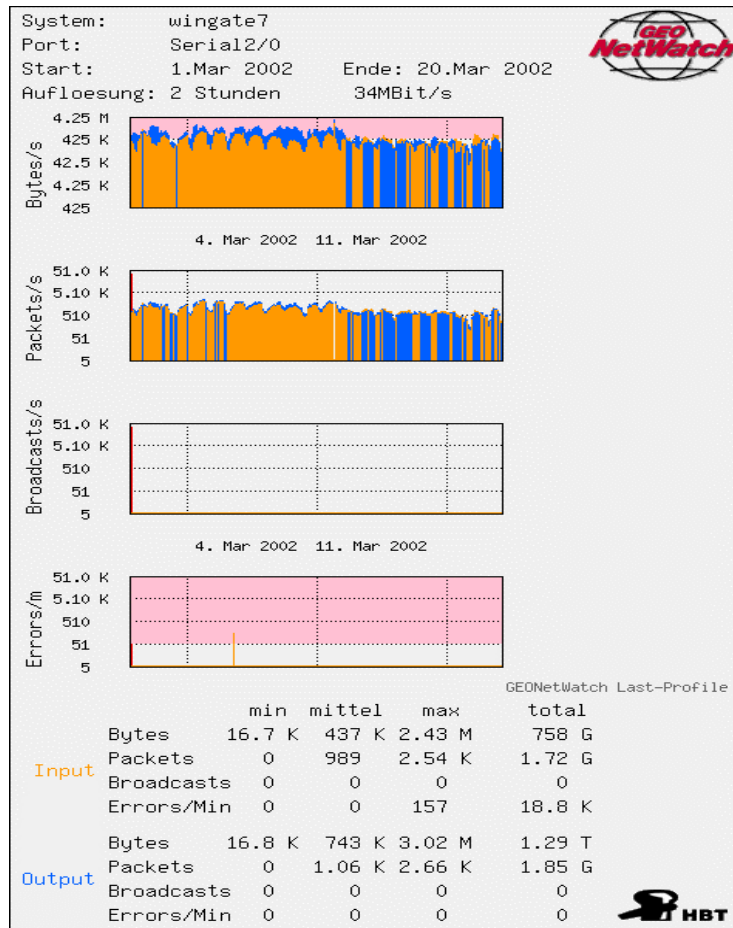 System: wingate7
Port: Serial2/0
Start: 1.Mar 2002 Ende: 20.Mar 2002
Aufloesung: 2 Stunden 34MBit/s
GEO
NetWatch
Bytes/s
4.25 M
425 K
42.5 K
4.25 K
425
4. Mar 2002 11. Mar 2002
Packets/s
51.0 K
5.10 K
510
51
5
Broadcasts/s
51.0 K
5.10 K
510
51
5
4. Mar 2002 11. Mar 2002
Errors/m
51.0 K
5.10 K
510
51
5
GEONetWatch Last-Profile
min mittel max total
Input
Bytes 16.7 K 437 K 2.43 M 758 G
Packets 0 989 2.54 K 1.72 G
Broadcasts 0 0 0 0
Errors/Min 0 0 157 18.8 K
Output
Bytes 16.8 K 743 K 3.02 M 1.29 T
Packets 0 1.06 K 2.66 K 1.85 G
Broadcasts 0 0 0 0
Errors/Min 0 0 0 0
HBT